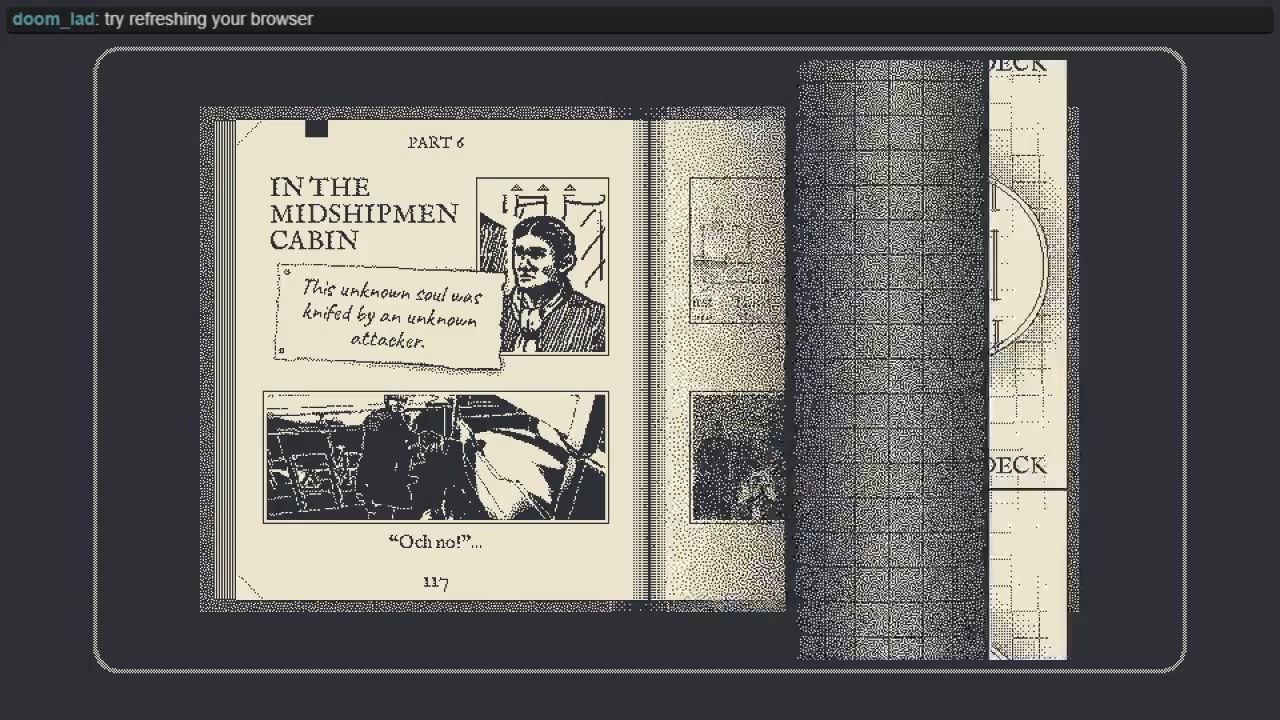 doom_lad: try refreshing your browser
PART 6
IN THE
MIDSHIPMEN
CABIN
This unknown soul was
knifed by an unknown
attacker.
"Och no!"...
117
DECK
DECK